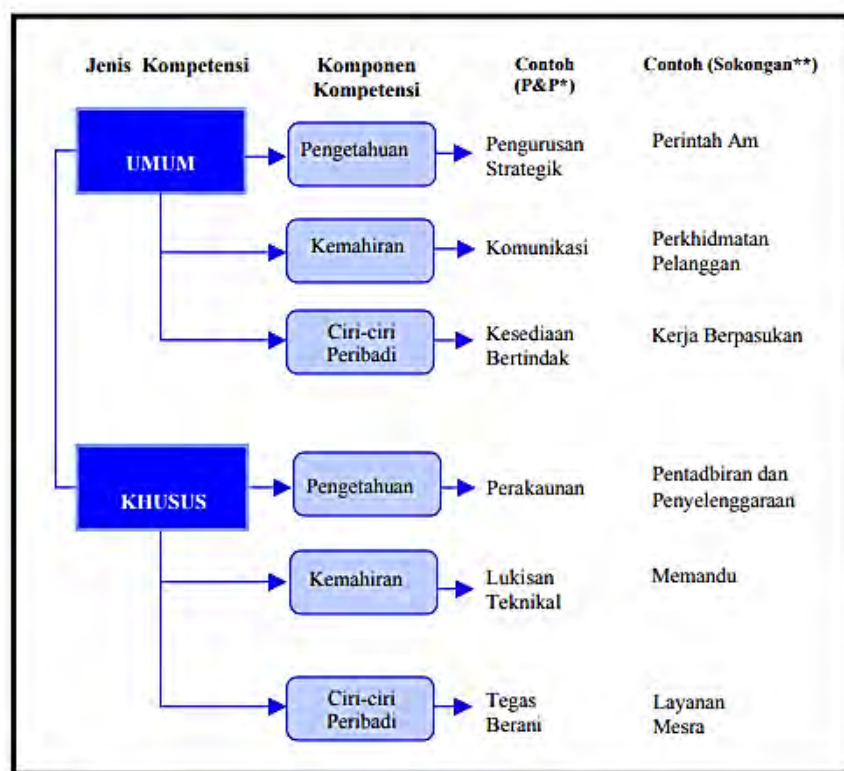 Jenis Kompetensi
Komponen
Kompetensi
Contoh
(P&P*)
Contoh (Sokongan**)
UMUM
Pengetahuan
Pengurusan
Strategik
Perintah Am
Kemahiran
Komunikasi
Perkhidmatan
Pelanggan
Ciri-ciri
Peribadi
Kesediaan
Bertindak
Kerja Berpasukan
KHUSUS
Pengetahuan
Perakaunan
Pentadbiran dan
Penyelenggaraan
Kemahiran
Lukisan
Teknikal
Memandu
Ciri-ciri
Peribadi
Tegas
Berani
Layanan
Mesra